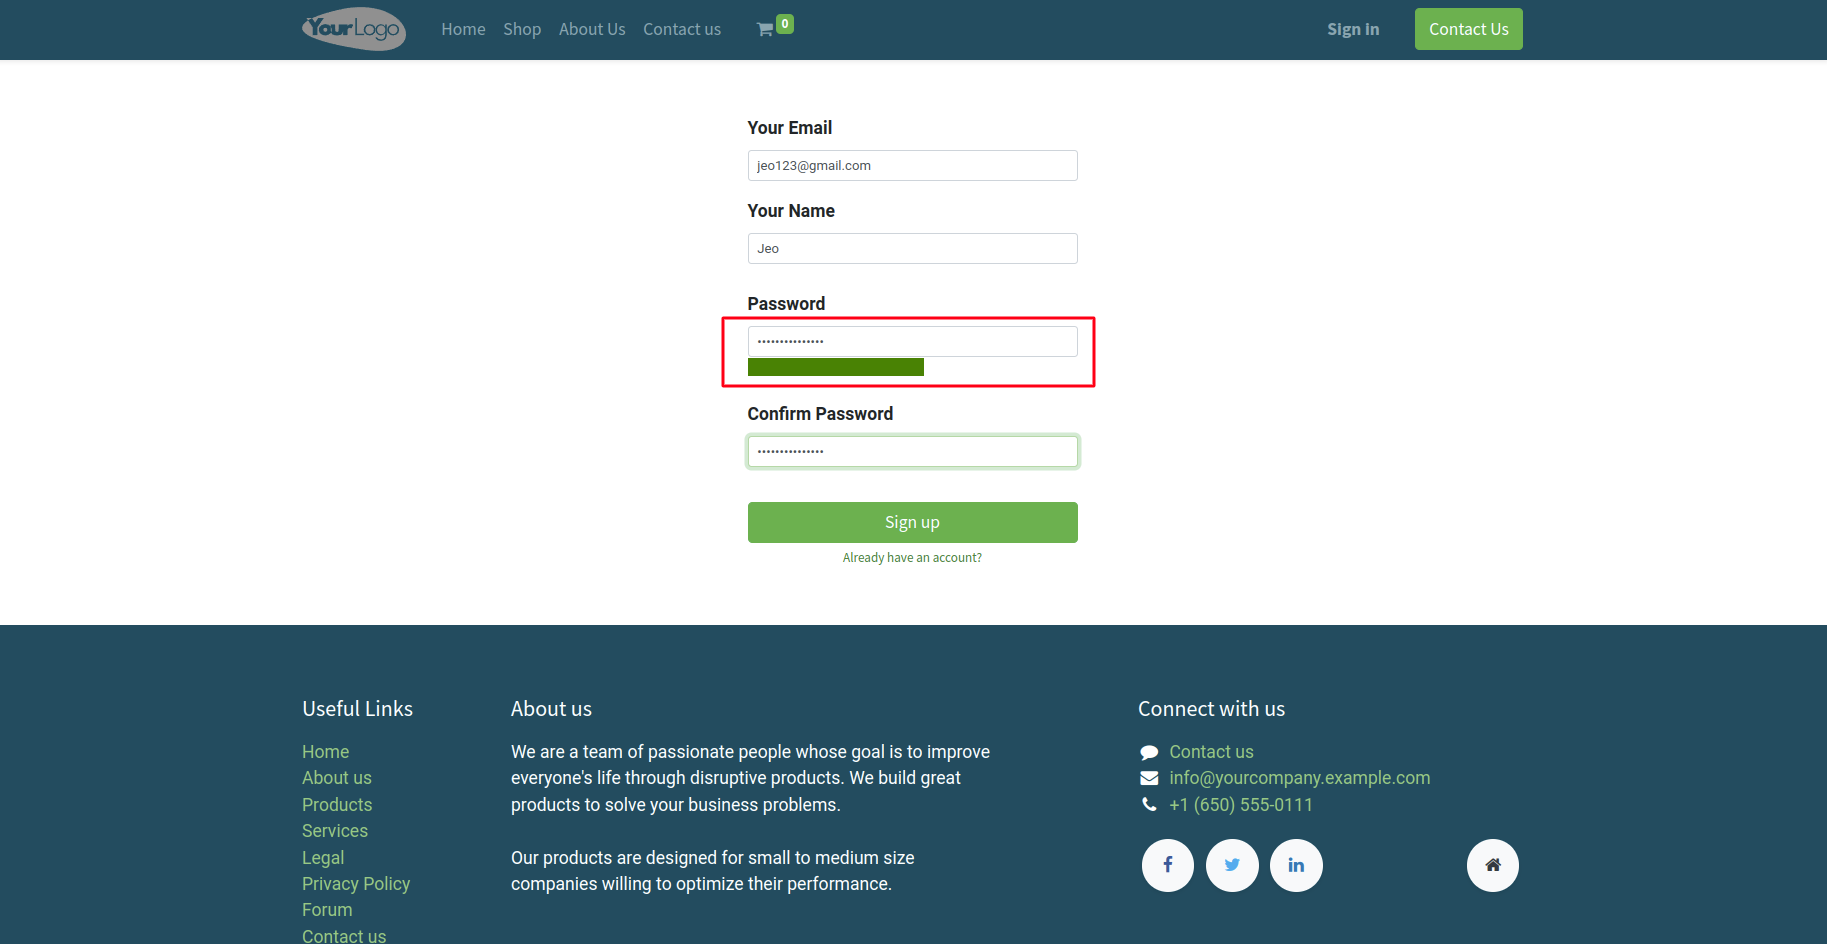 YourLogo Home Shop About Us Contact us 0 Sign in Contact Us
Your Email
jeo123@gmail.com
Your Name
Jeo
Password
•••••••••••••••
Confirm Password
•••••••••••••••
Sign up
Already have an account?
Useful Links
Home
About us
Products
Services
Legal
Privacy Policy
Forum
Contact us
About us
We are a team of passionate people whose goal is to improve
everyone's life through disruptive products. We build great
products to solve your business problems.
Our products are designed for small to medium size
companies willing to optimize their performance.
Connect with us
Contact us
info@yourcompany.example.com
+1 (650) 555-0111